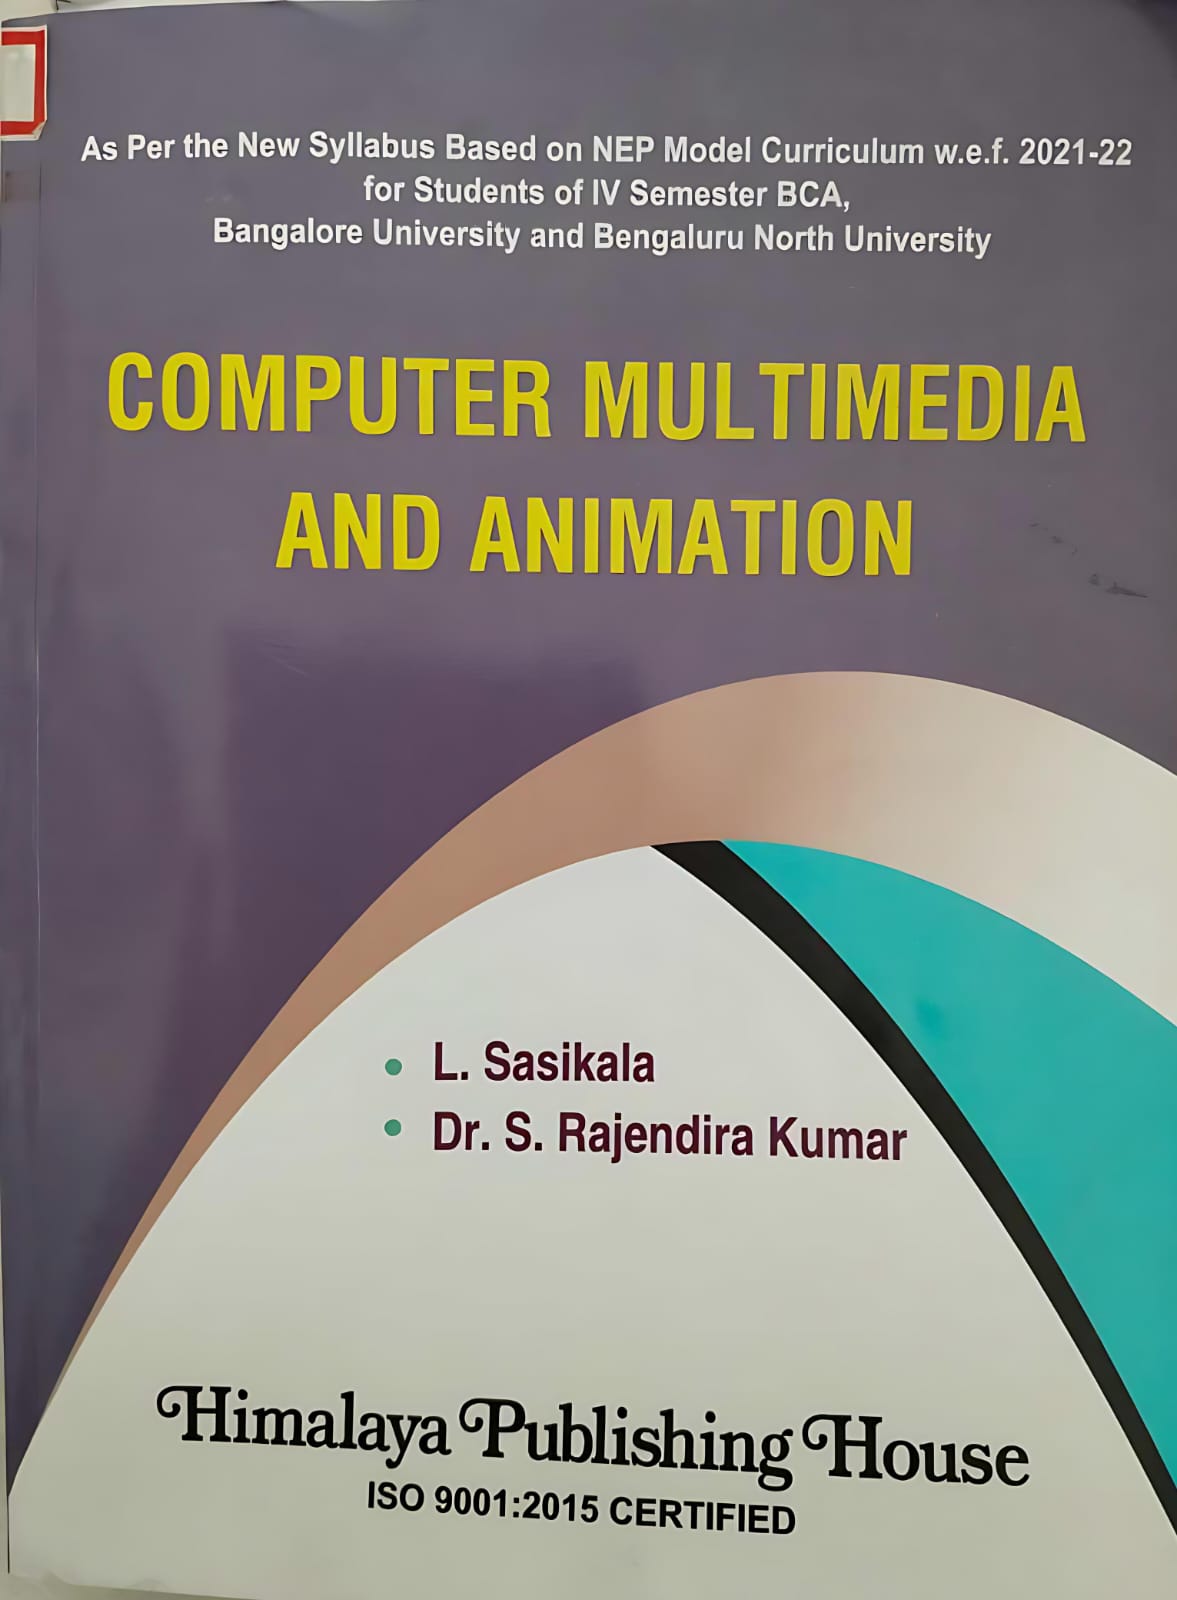 As Per the New Syllabus Based on NEP Model Curriculum w.e.f. 2021-22
for Students of IV Semester BCA,
Bangalore University and Bengaluru North University
COMPUTER MULTIMEDIA
AND ANIMATION
• L. Sasikala
• Dr. S. Rajendira Kumar
Himalaya Publishing House
ISO 9001:2015 CERTIFIED